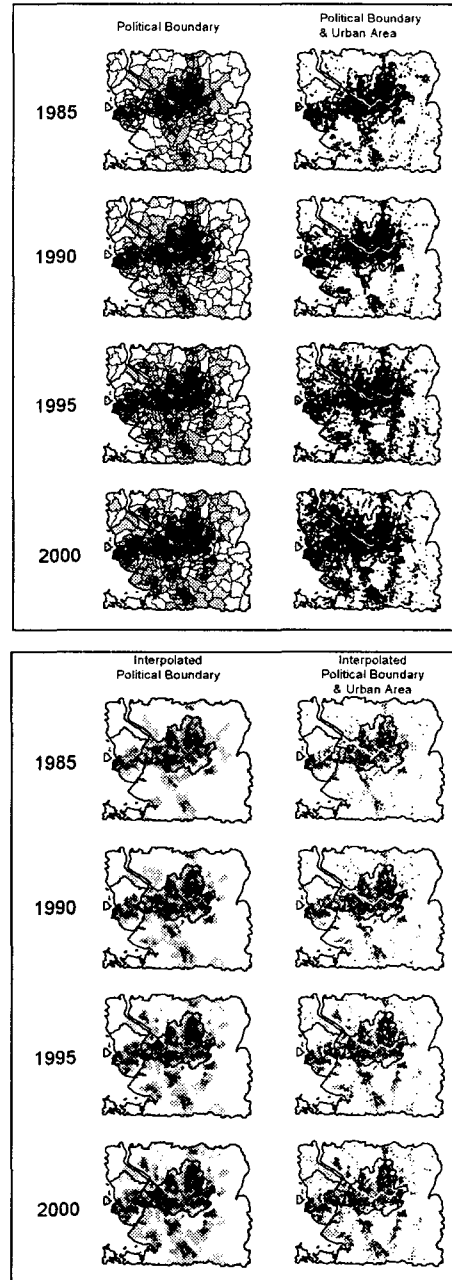 Political Boundary
Political Boundary
& Urban Area
1985
1990
1995
2000
Interpolated
Political Boundary
Interpolated
Political Boundary
& Urban Area
1985
1990
1995
2000